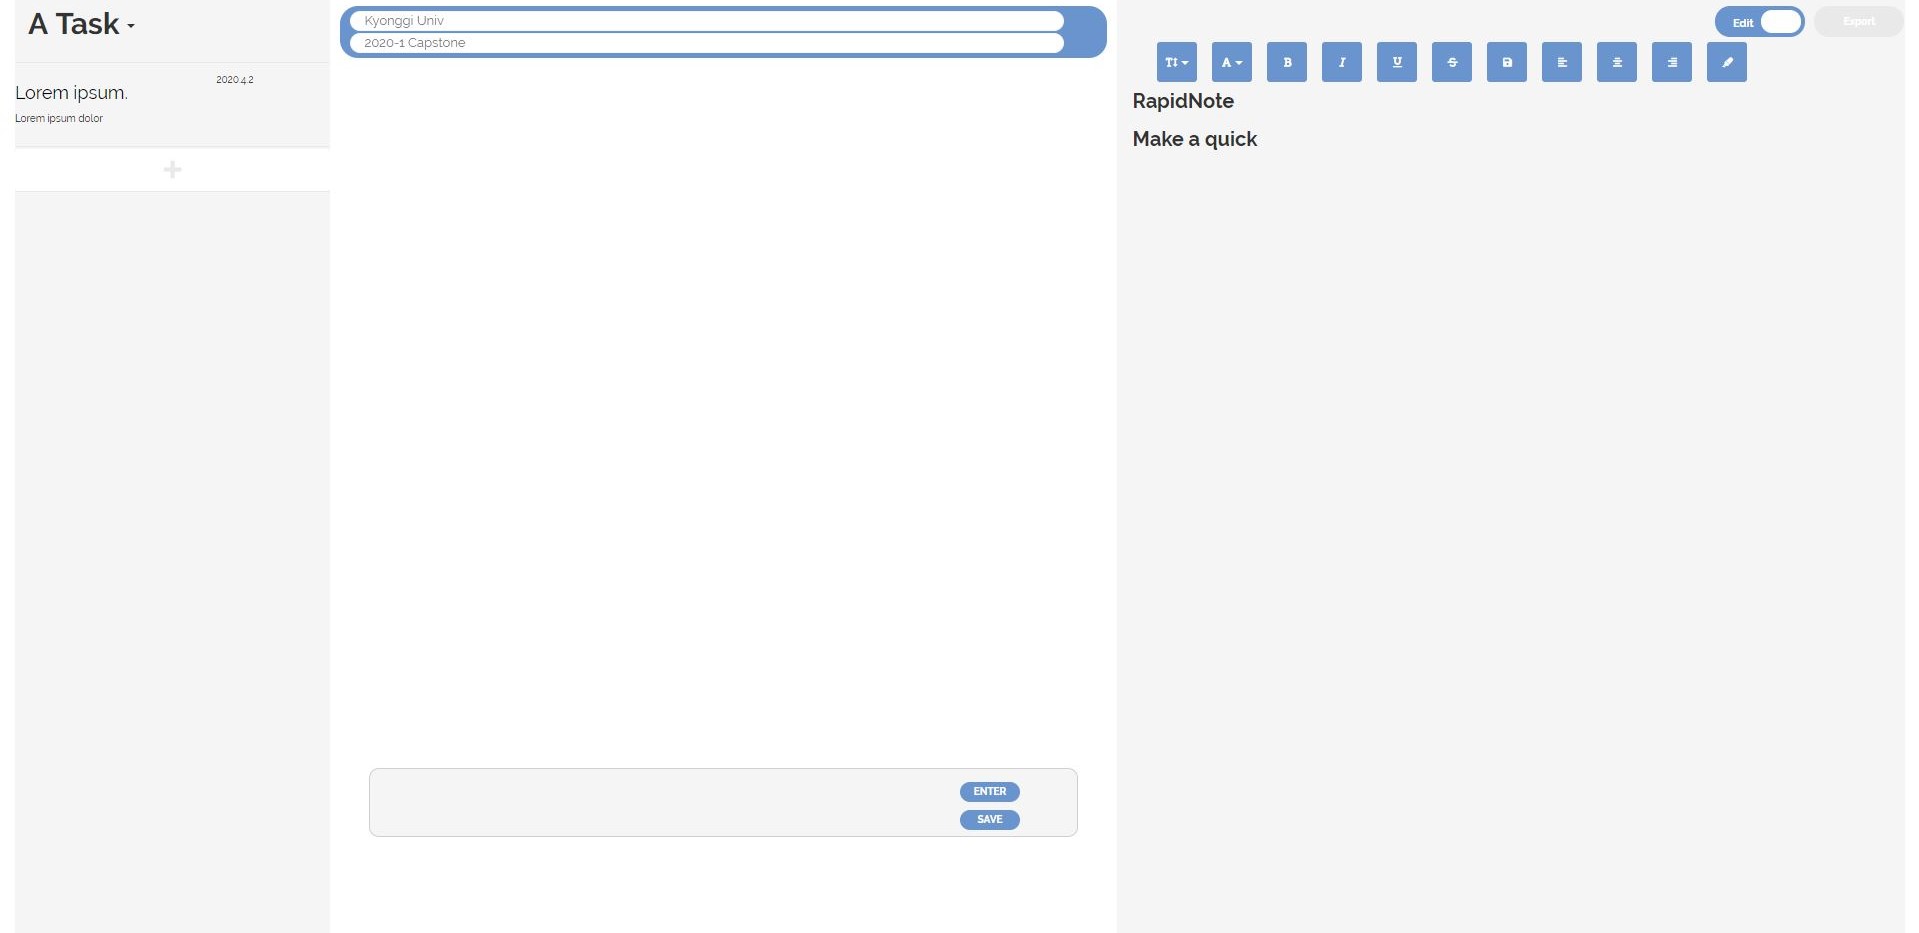 A Task
2020.4.2
Lorem ipsum.
Lorem ipsum dolor
Kyonggi Univ
2020-1 Capstone
ENTER
SAVE
Edit
Export
T
A
B
I
U
S
RapidNote
Make a quick